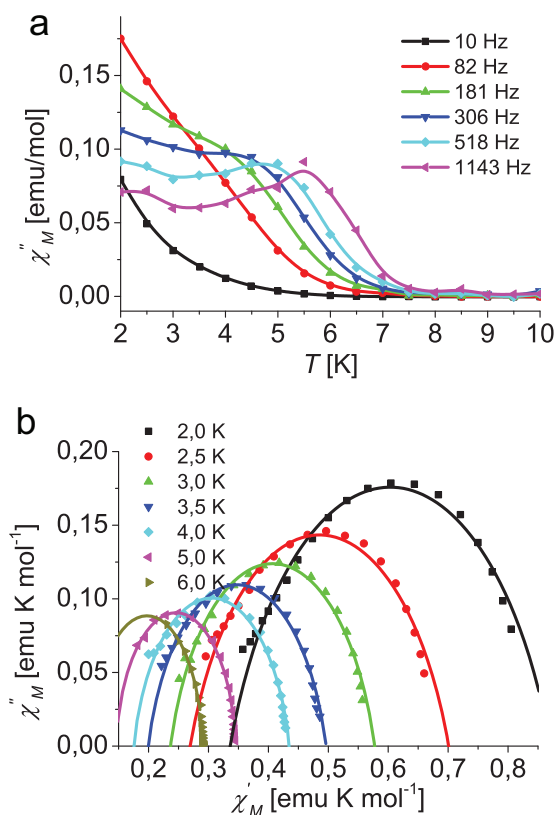 a
0,15
0,10
0,05
0,00
χ"M [emu/mol]
10 Hz
82 Hz
181 Hz
306 Hz
518 Hz
1143 Hz
2 3 4 5 6 7 8 9 10
T [K]
b
0,20
0,15
0,10
0,05
0,00
χ"M [emu K mol-1]
2,0 K
2,5 K
3,0 K
3,5 K
4,0 K
5,0 K
6,0 K
0,2 0,3 0,4 0,5 0,6 0,7 0,8
χ'M [emu K mol-1]